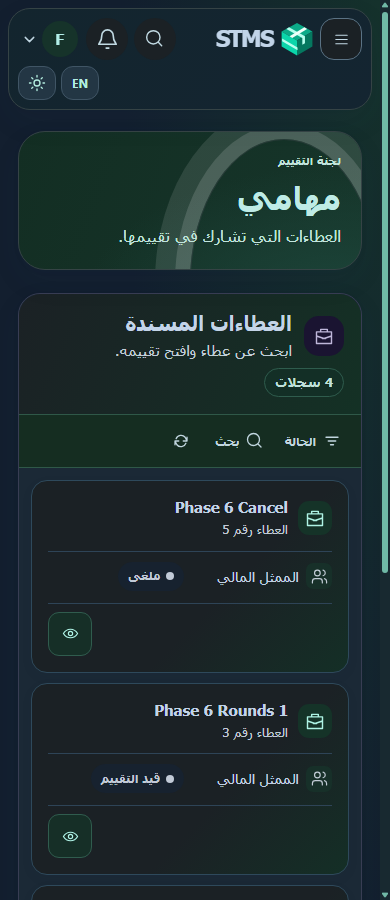 STMS
F
EN
لجنة التقييم
مهامي
العطاءات التي تشارك في تقييمها.
العطاءات المسندة
ابحث عن عطاء وافتح تقييمه.
4 سجلات
الحالة
بحث
Phase 6 Cancel
العطاء رقم 5
الممثل المالي
ملغى
Phase 6 Rounds 1
العطاء رقم 3
الممثل المالي
قيد التقييم